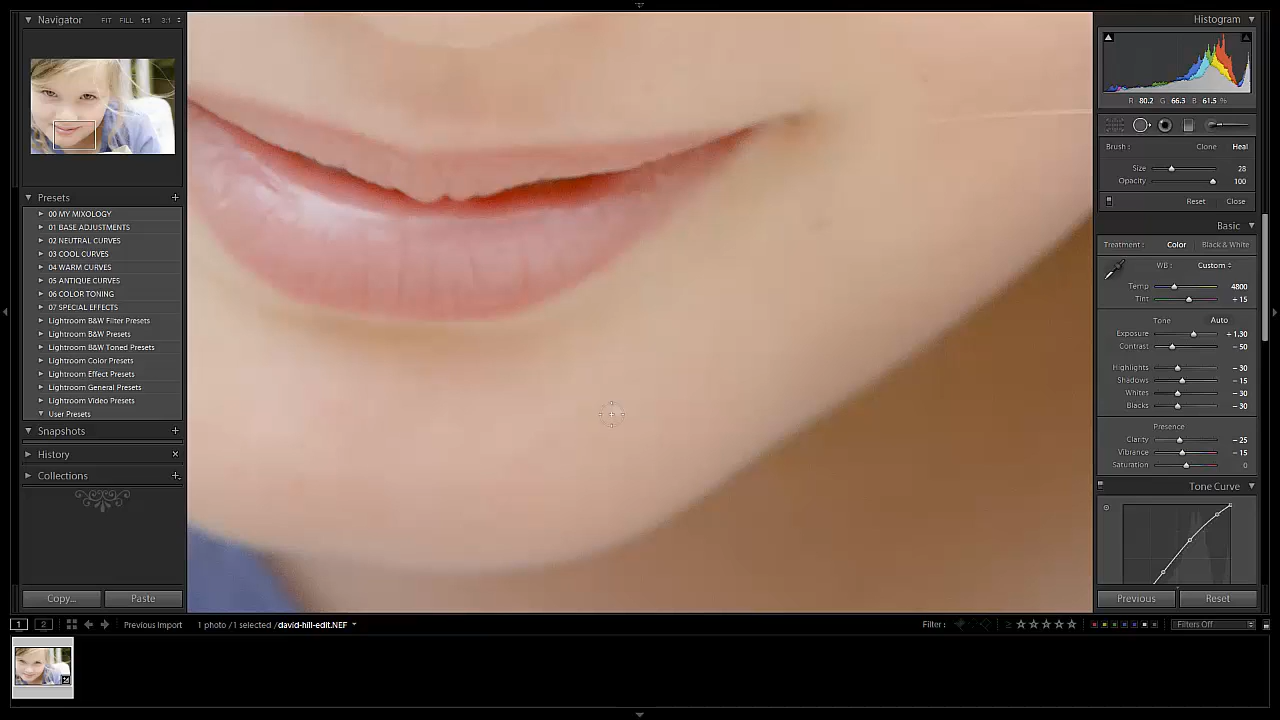 Navigator FIT FILL 1:1 3:1
Presets +
00 MY MIXOLOGY
01 BASE ADJUSTMENTS
02 NEUTRAL CURVES
03 COOL CURVES
04 WARM CURVES
05 ANTIQUE CURVES
06 COLOR TONING
07 SPECIAL EFFECTS
Lightroom B&W Filter Presets
Lightroom B&W Presets
Lightroom B&W Toned Presets
Lightroom Color Presets
Lightroom Effect Presets
Lightroom General Presets
Lightroom Video Presets
User Presets
Snapshots +
History ×
Collections +
Copy... Paste
Histogram
R 80.2 G 66.3 B 61.5 %
Brush : Clone Heal
Size 28
Opacity 100
Reset Close
Basic
Treatment : Color Black & White
WB : Custom
Temp 4800
Tint + 15
Tone Auto
Exposure + 1.30
Contrast − 50
Highlights − 30
Shadows − 15
Whites − 30
Blacks − 30
Presence
Clarity − 25
Vibrance − 15
Saturation 0
Tone Curve
Previous Reset
1 2 Previous Import 1 photo / 1 selected / david-hill-edit.NEF Filter : ≥ ★★★★★ Filters Off